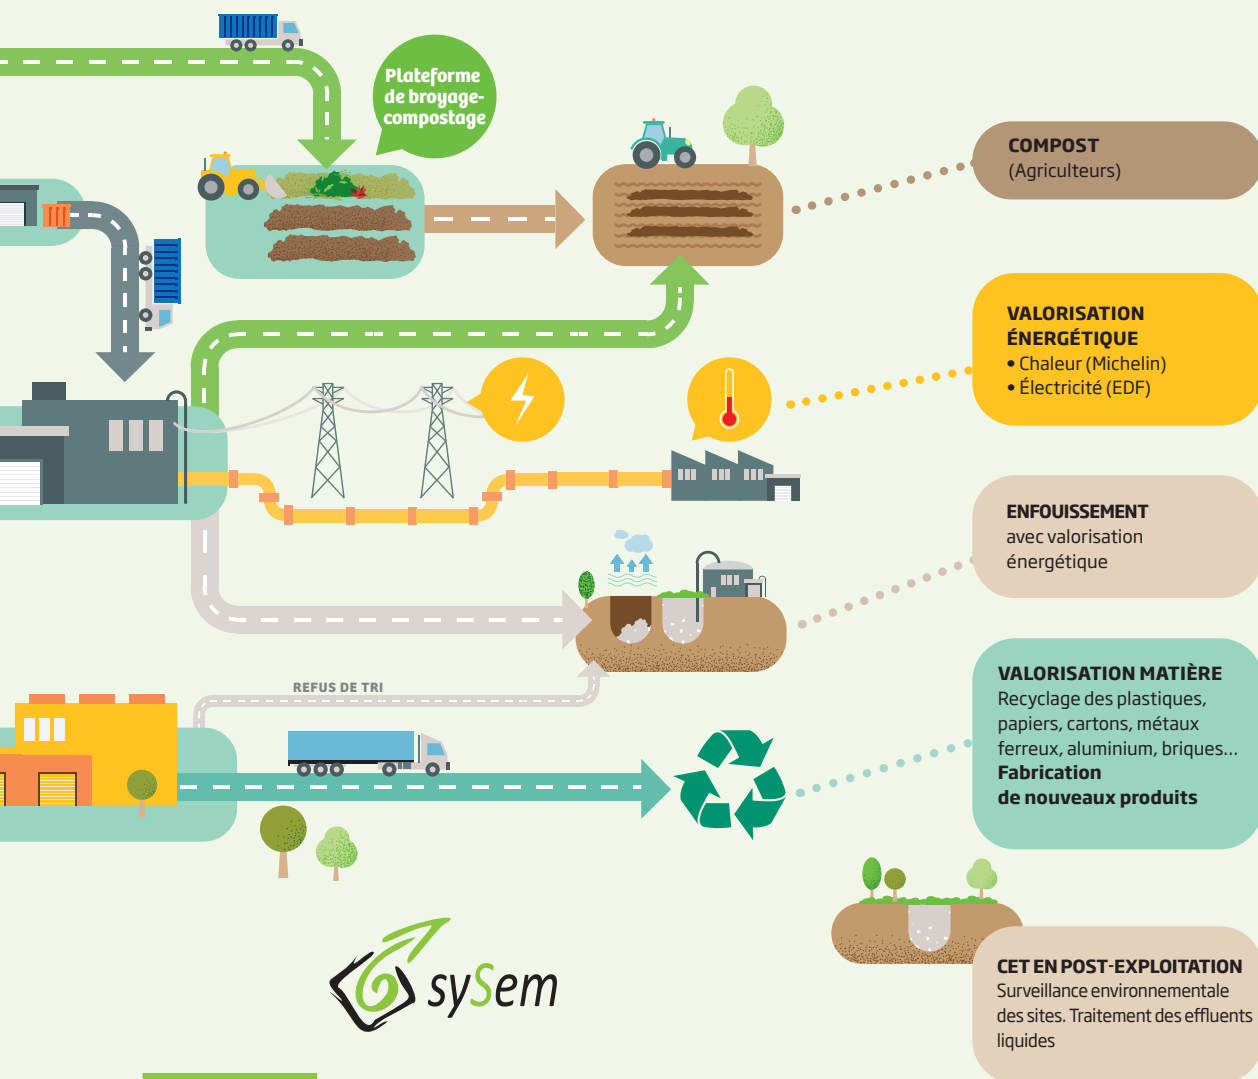 Plateforme
de broyage-
compostage
COMPOST
(Agriculteurs)
VALORISATION
ÉNERGÉTIQUE
• Chaleur (Michelin)
• Électricité (EDF)
ENFOUISSEMENT
avec valorisation
énergétique
REFUS DE TRI
VALORISATION MATIÈRE
Recyclage des plastiques,
papiers, cartons, métaux
ferreux, aluminium, briques...
Fabrication
de nouveaux produits
sySem
CET EN POST-EXPLOITATION
Surveillance environnementale
des sites. Traitement des effluents
liquides